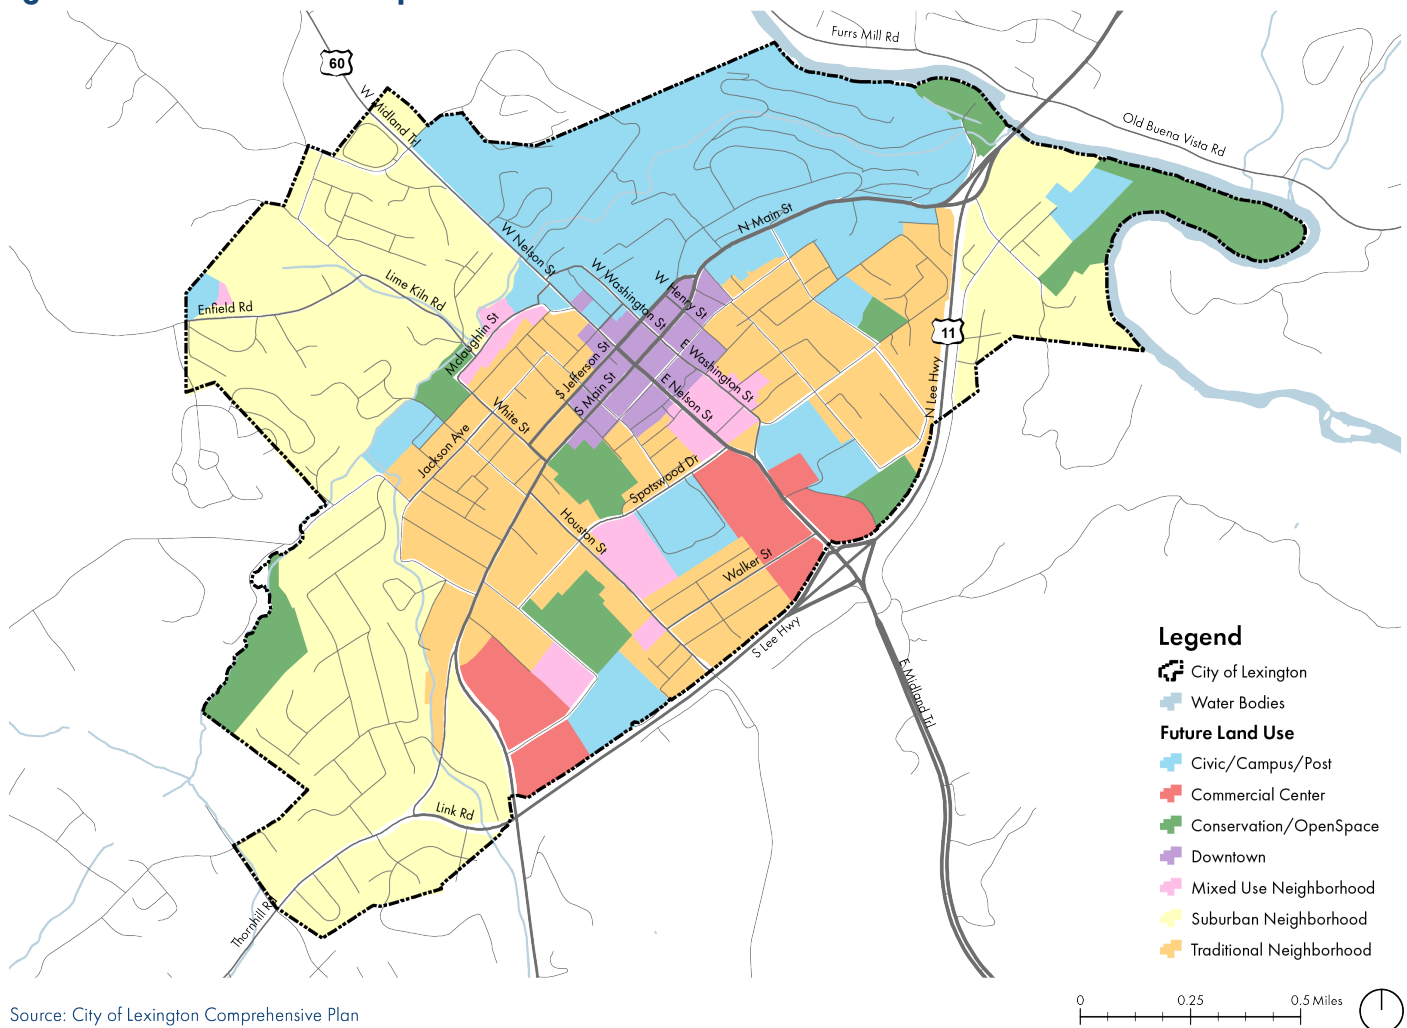 Furrs Mill Rd
60
W Midland Trl
Old Buena Vista Rd
N Main St
W Nelson St
W Washington St
W Henry St
Lime Kiln Rd
Enfield Rd
Mclaughlin St
11
S Jefferson St
E Washington St
S Main St
E Nelson St
N Lee Hwy
White St
Jackson Ave
Spotswood Dr
Houston St
Walker St
S Lee Hwy
E Midland Trl
Link Rd
Thornhill Rd
Legend
City of Lexington
Water Bodies
Future Land Use
Civic/Campus/Post
Commercial Center
Conservation/OpenSpace
Downtown
Mixed Use Neighborhood
Suburban Neighborhood
Traditional Neighborhood
0 0.25 0.5 Miles
Source: City of Lexington Comprehensive Plan